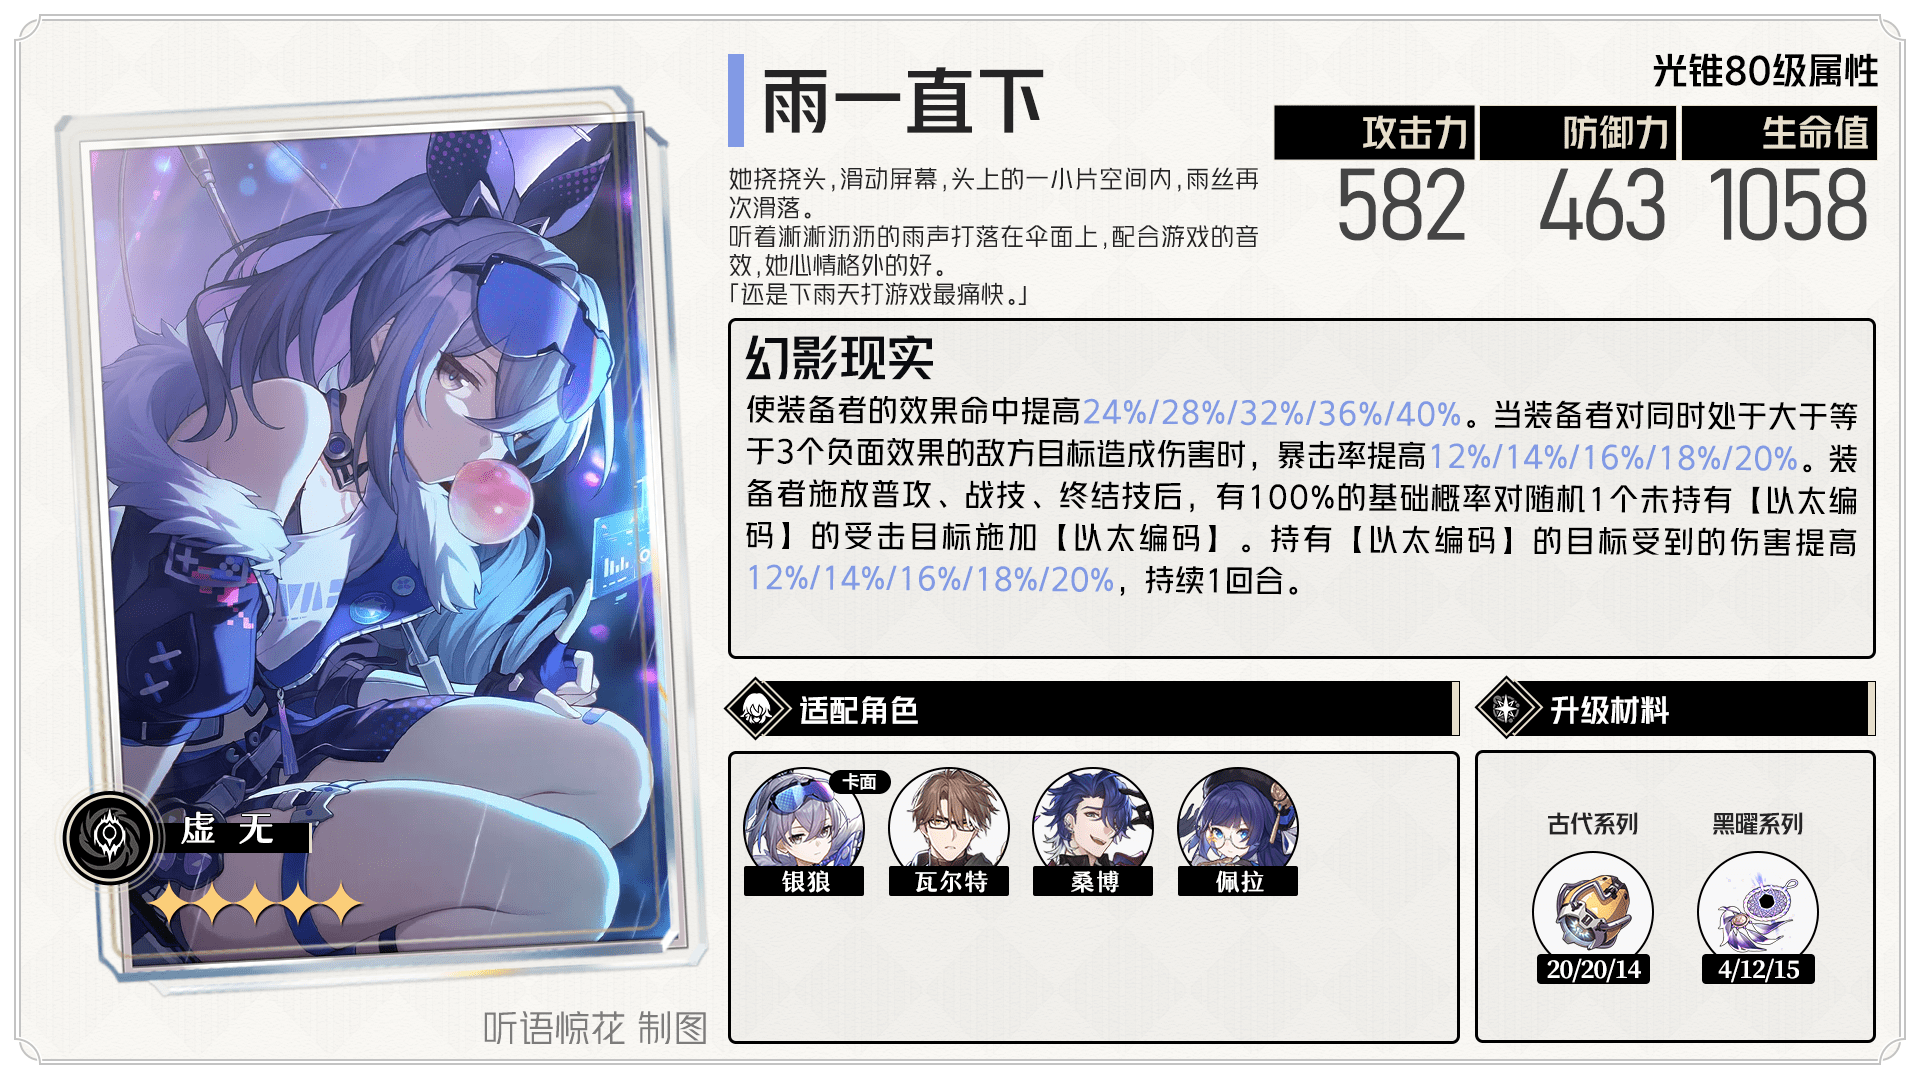 雨一直下
她挠挠头,滑动屏幕,头上的一小片空间内,雨丝再
次滑落。
听着淅淅沥沥的雨声打落在伞面上,配合游戏的音
效,她心情格外的好。
「还是下雨天打游戏最痛快。」
光锥80级属性
攻击力 防御力 生命值
582 463 1058
幻影现实
使装备者的效果命中提高24%/28%/32%/36%/40%。当装备者对同时处于大于等
于3个负面效果的敌方目标造成伤害时，暴击率提高12%/14%/16%/18%/20%。装
备者施放普攻、战技、终结技后，有100%的基础概率对随机1个未持有【以太编
码】的受击目标施加【以太编码】。持有【以太编码】的目标受到的伤害提高
12%/14%/16%/18%/20%，持续1回合。
虚无
适配角色
卡面
银狼 瓦尔特 桑博 佩拉
升级材料
古代系列 黑曜系列
20/20/14 4/12/15
听语惊花 制图